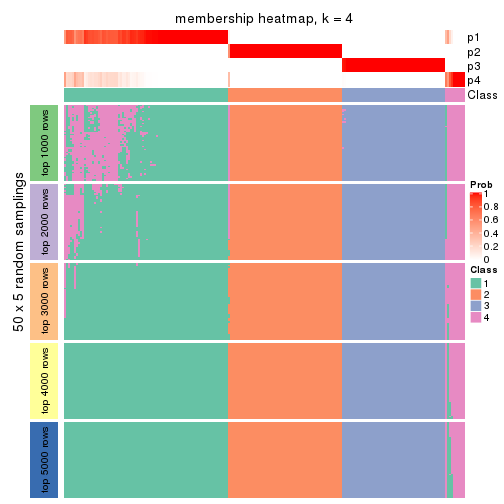 membership heatmap, k = 4
p1
p2
p3
p4
Class
50 x 5 random samplings
top 1000 rows
top 2000 rows
top 3000 rows
top 4000 rows
top 5000 rows
Prob
1
0.8
0.6
0.4
0.2
0
Class
1
2
3
4